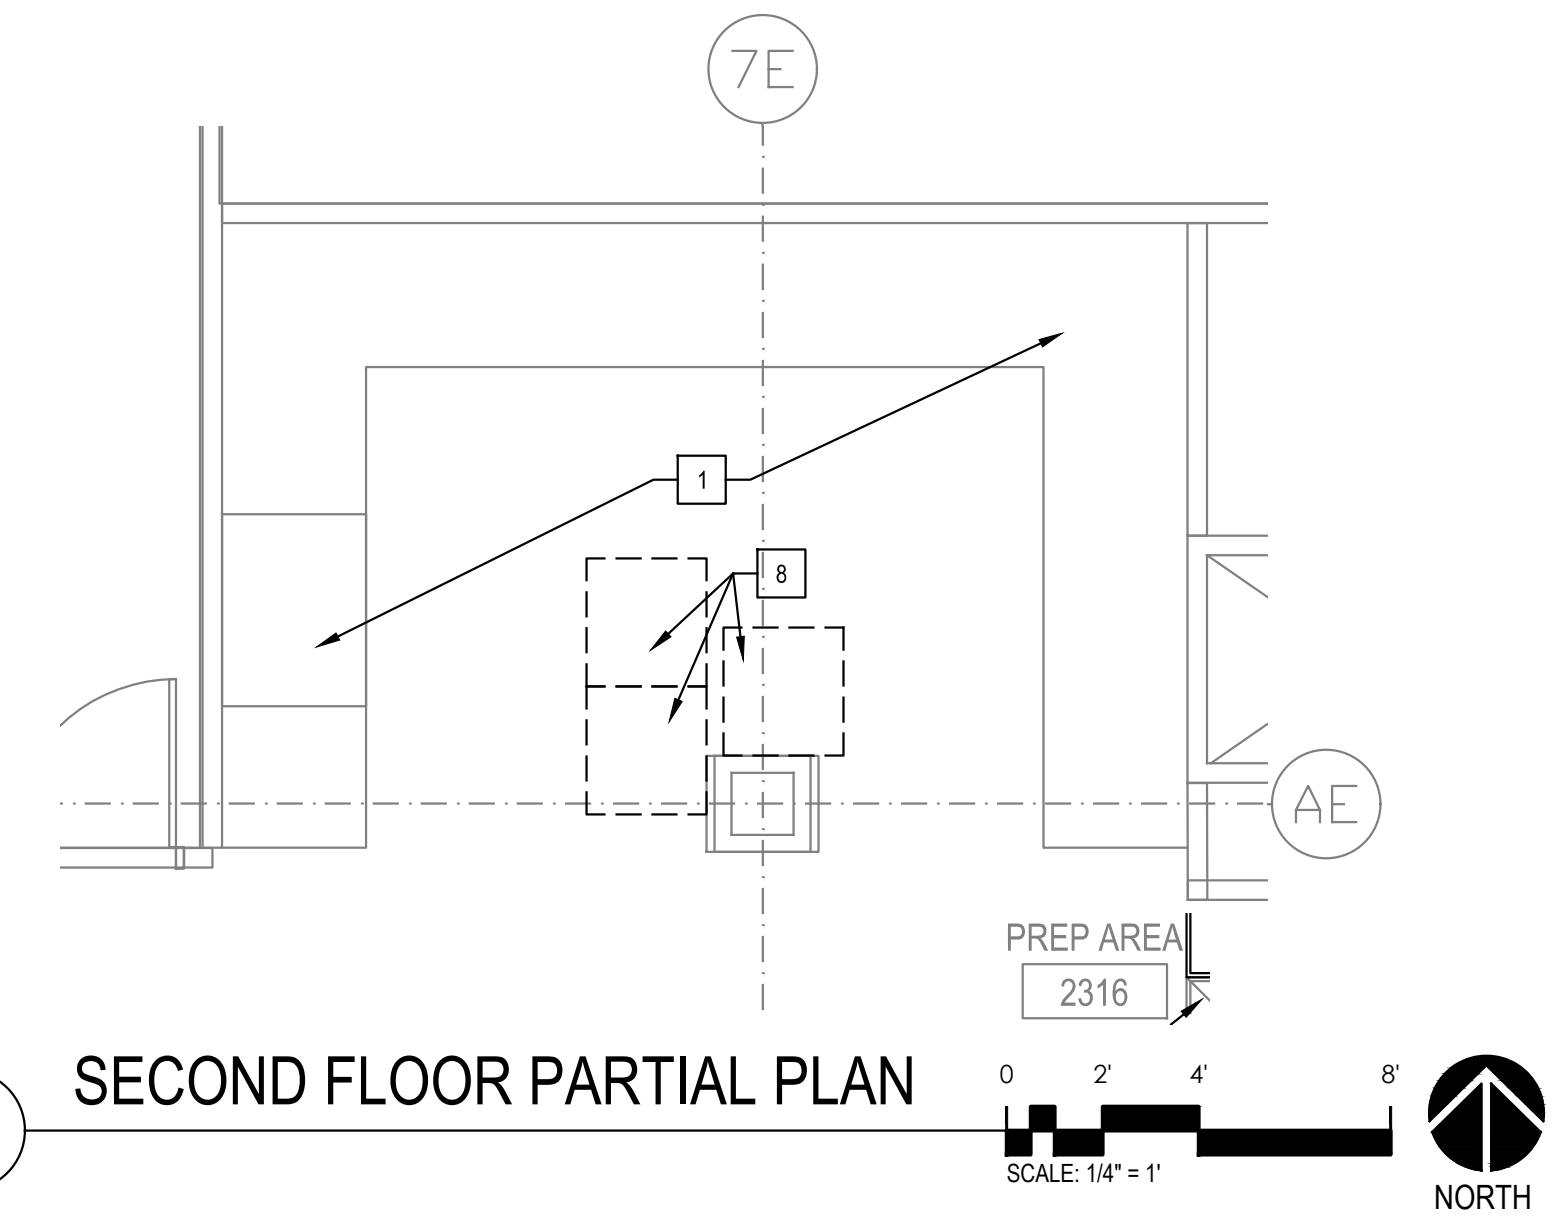 7E
1
8
AE
PREP AREA
2316
SECOND FLOOR PARTIAL PLAN
0 2' 4' 8'
SCALE: 1/4" = 1'
NORTH